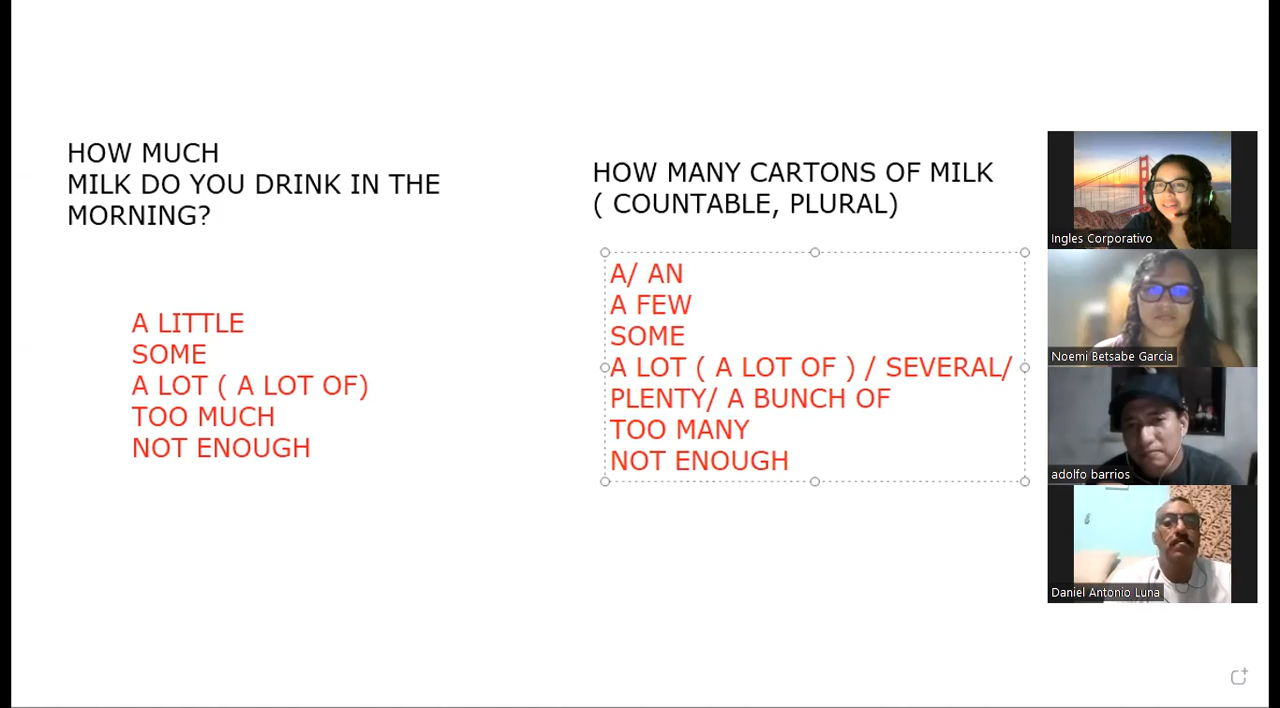 HOW MUCH
MILK DO YOU DRINK IN THE
MORNING?
A LITTLE
SOME
A LOT ( A LOT OF)
TOO MUCH
NOT ENOUGH
HOW MANY CARTONS OF MILK
( COUNTABLE, PLURAL)
A/ AN
A FEW
SOME
A LOT ( A LOT OF ) / SEVERAL/
PLENTY/ A BUNCH OF
TOO MANY
NOT ENOUGH
Ingles Corporativo
Noemi Betsabe Garcia
adolfo barrios
Daniel Antonio Luna